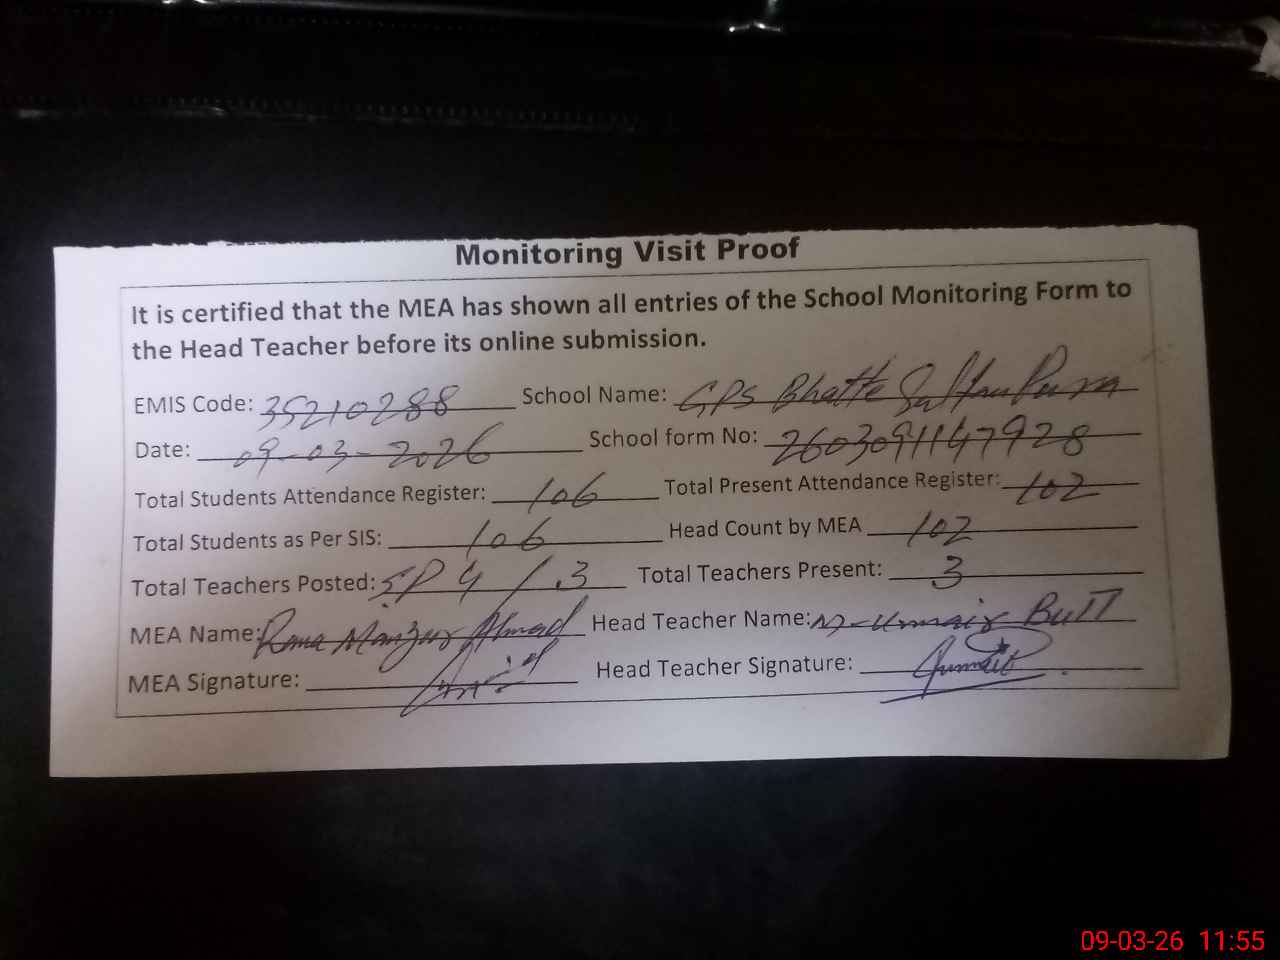 Monitoring Visit Proof
It is certified that the MEA has shown all entries of the School Monitoring Form to
the Head Teacher before its online submission.
EMIS Code: 35210288 School Name: GPS Bhatta Sultan Pura
Date: 09-03-2026 School form No: 2603091147928
Total Students Attendance Register: 106 Total Present Attendance Register: 102
Total Students as Per SIS: 106 Head Count by MEA 102
Total Teachers Posted: SP 4 / .3 Total Teachers Present: 3
MEA Name: Rana Manzur Ahmad Head Teacher Name: M-Umair Butt
MEA Signature: Head Teacher Signature:
09-03-26 11:55